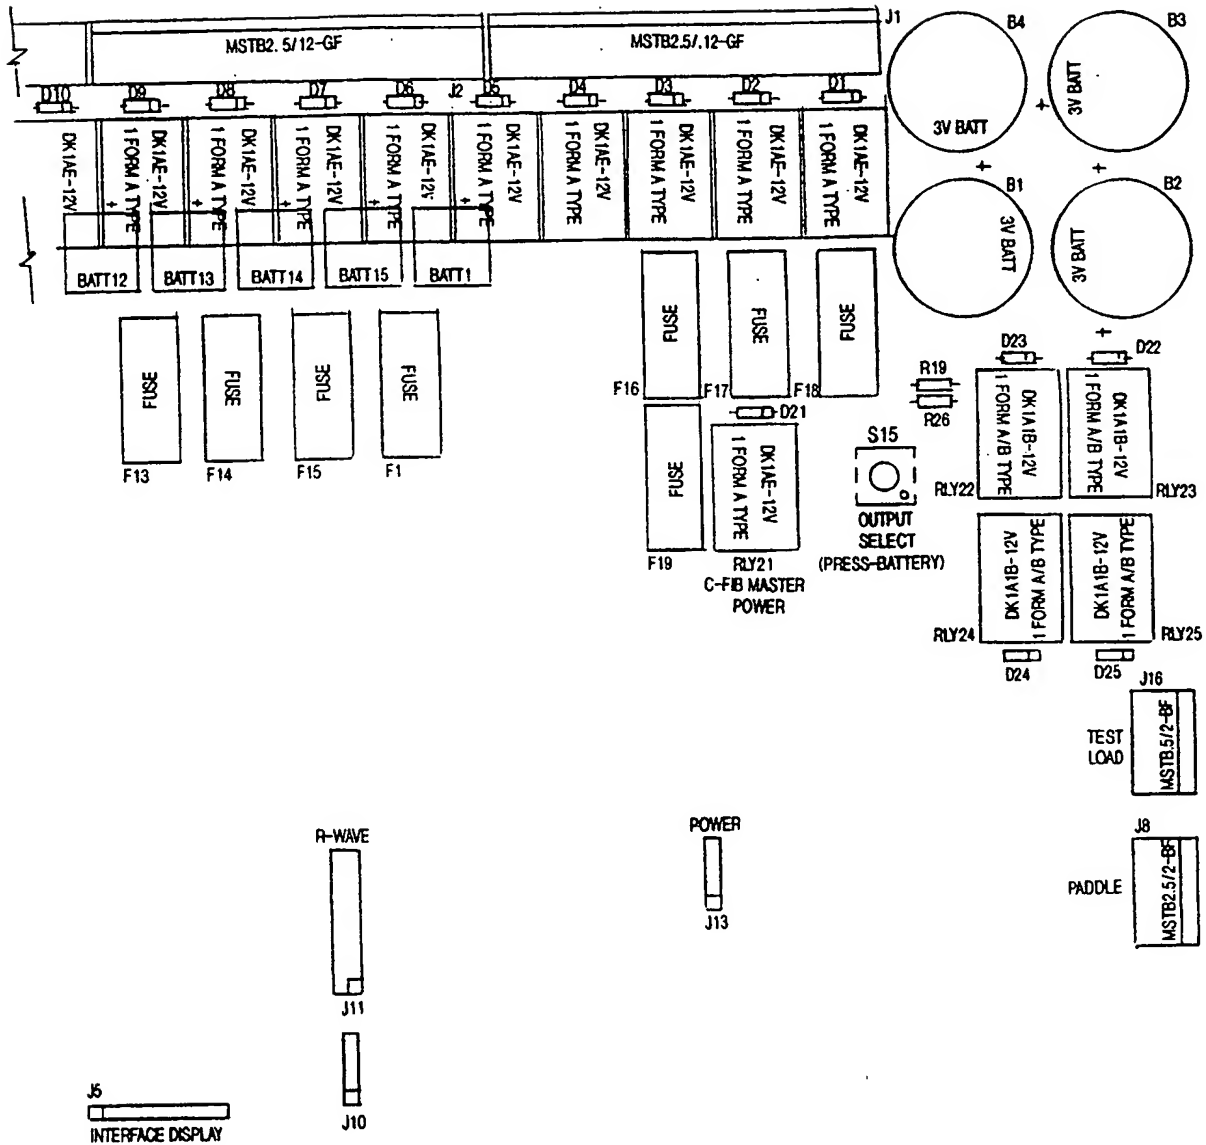 MSTB2. 5/12-GF
MSTB2.5/.12-GF
J1
B4
B3
D10
D9
D8
D7
D6
J2
D5
D4
D3
D2
D1
3V BATT
3V BATT
DK1AE-12V
DK1AE-12V
1 FORM A TYPE
DK1AE-12V
1 FORM A TYPE
DK1AE-12V
1 FORM A TYPE
DK1AE-12V
1 FORM A TYPE
DK1AE-12V
1 FORM A TYPE
DK1AE-12V
1 FORM A TYPE
DK1AE-12V
1 FORM A TYPE
DK1AE-12V
1 FORM A TYPE
DK1AE-12V
1 FORM A TYPE
+
+
+
+
+
+
+
+
B1
B2
3V BATT
3V BATT
+
BATT12
BATT13
BATT14
BATT15
BATT1
FUSE
FUSE
FUSE
FUSE
F13
F14
F15
F1
FUSE
FUSE
FUSE
F16
F17
F18
D21
R19
R26
D23
D22
DK1A1B-12V
1 FORM A/B TYPE
DK1A1B-12V
1 FORM A/B TYPE
RLY22
RLY23
FUSE
F19
DK1AE-12V
1 FORM A TYPE
RLY21
C-FIB MASTER
POWER
S15
OUTPUT
SELECT
(PRESS-BATTERY)
DK1A1B-12V
1 FORM A/B TYPE
DK1A1B-12V
1 FORM A/B TYPE
RLY24
RLY25
D24
D25
J16
TEST
LOAD
MSTB.5/2-BF
R-WAVE
POWER
J8
PADDLE
MSTB2.5/2-BF
J13
J11
J5
J10
INTERFACE DISPLAY